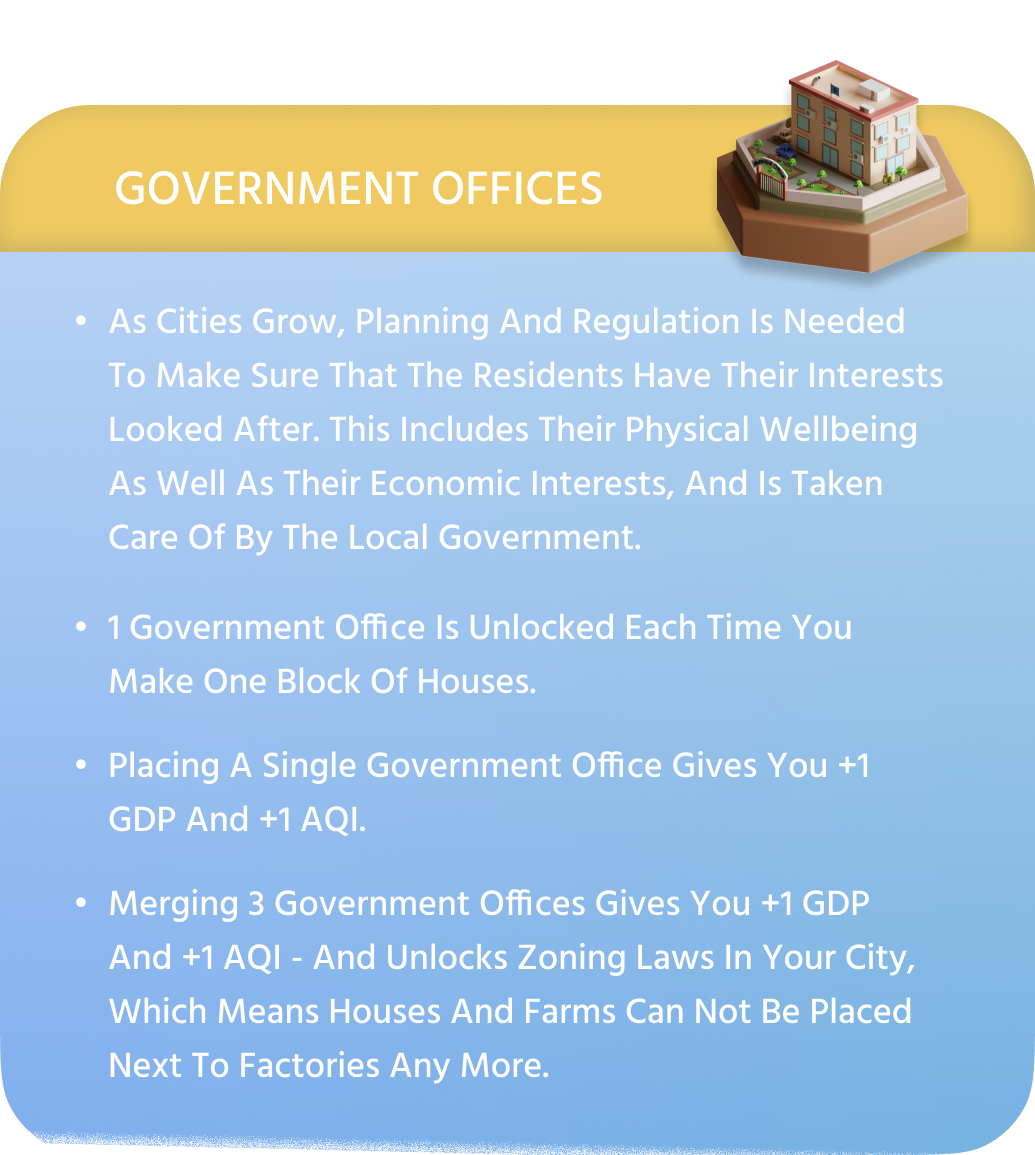 GOVERNMENT OFFICES
• As Cities Grow, Planning And Regulation Is Needed
To Make Sure That The Residents Have Their Interests
Looked After. This Includes Their Physical Wellbeing
As Well As Their Economic Interests, And Is Taken
Care Of By The Local Government.
• 1 Government Office Is Unlocked Each Time You
Make One Block Of Houses.
• Placing A Single Government Office Gives You +1
GDP And +1 AQI.
• Merging 3 Government Offices Gives You +1 GDP
And +1 AQI - And Unlocks Zoning Laws In Your City,
Which Means Houses And Farms Can Not Be Placed
Next To Factories Any More.